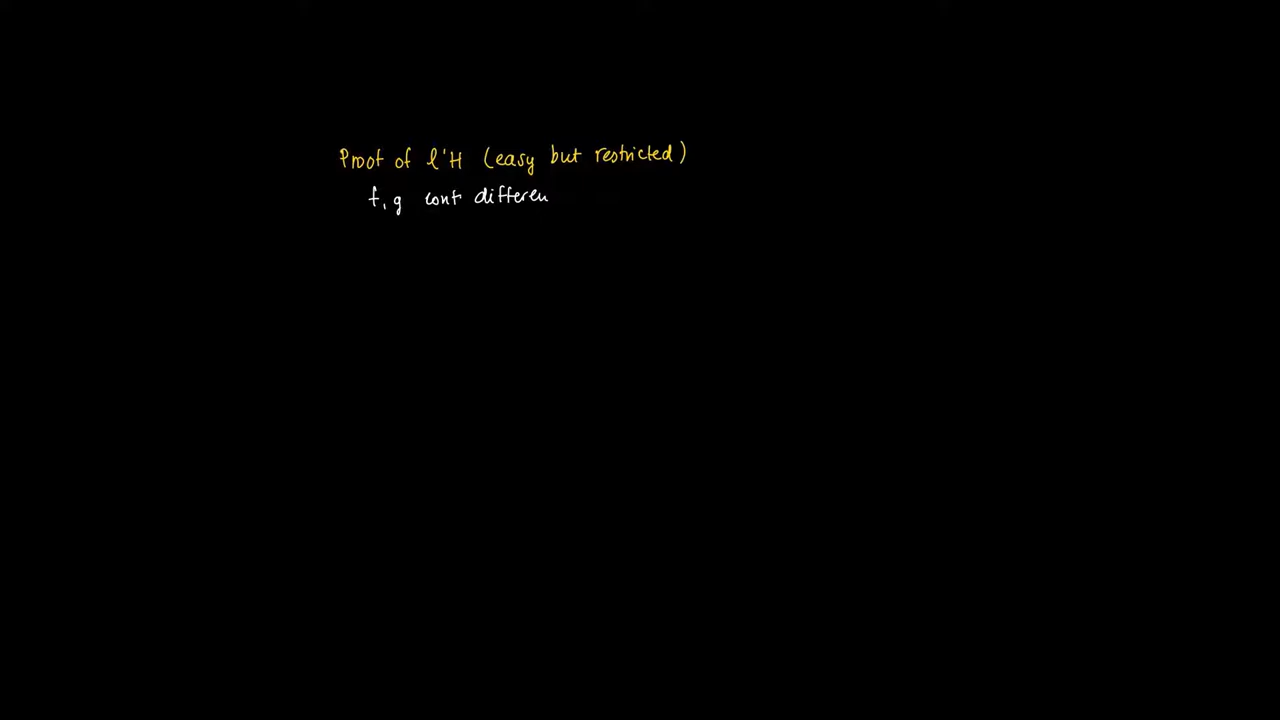 Proof of l'H (easy but restricted)
f, g cont. differen